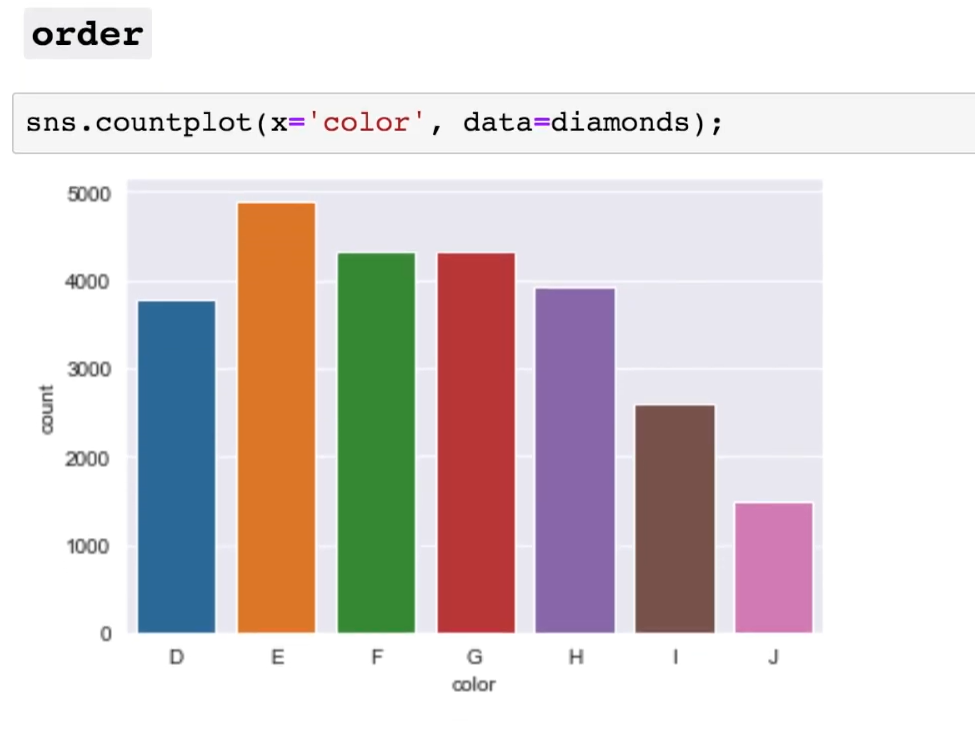 order
sns.countplot(x='color', data=diamonds);
5000
4000
3000
2000
1000
0
count
D E F G H I J
color